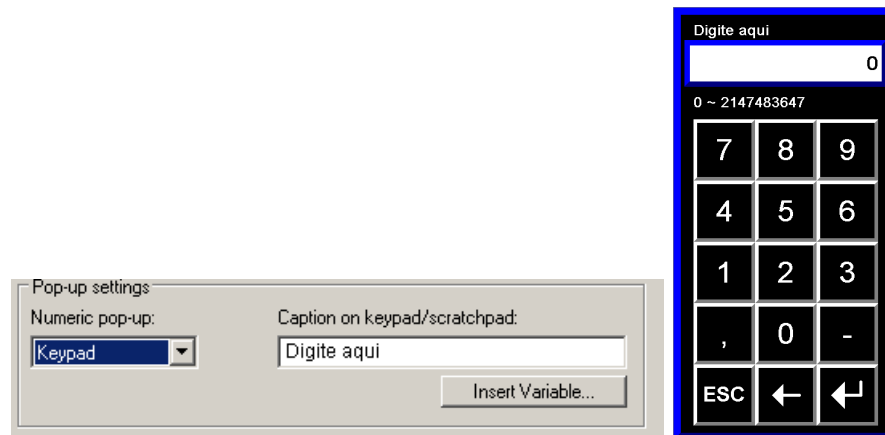 Pop-up settings
Numeric pop-up:
Caption on keypad/scratchpad:
Keypad
Digite aqui
Insert Variable...
Digite aqui
0
0 ~ 2147483647
7 8 9
4 5 6
1 2 3
, 0 -
ESC